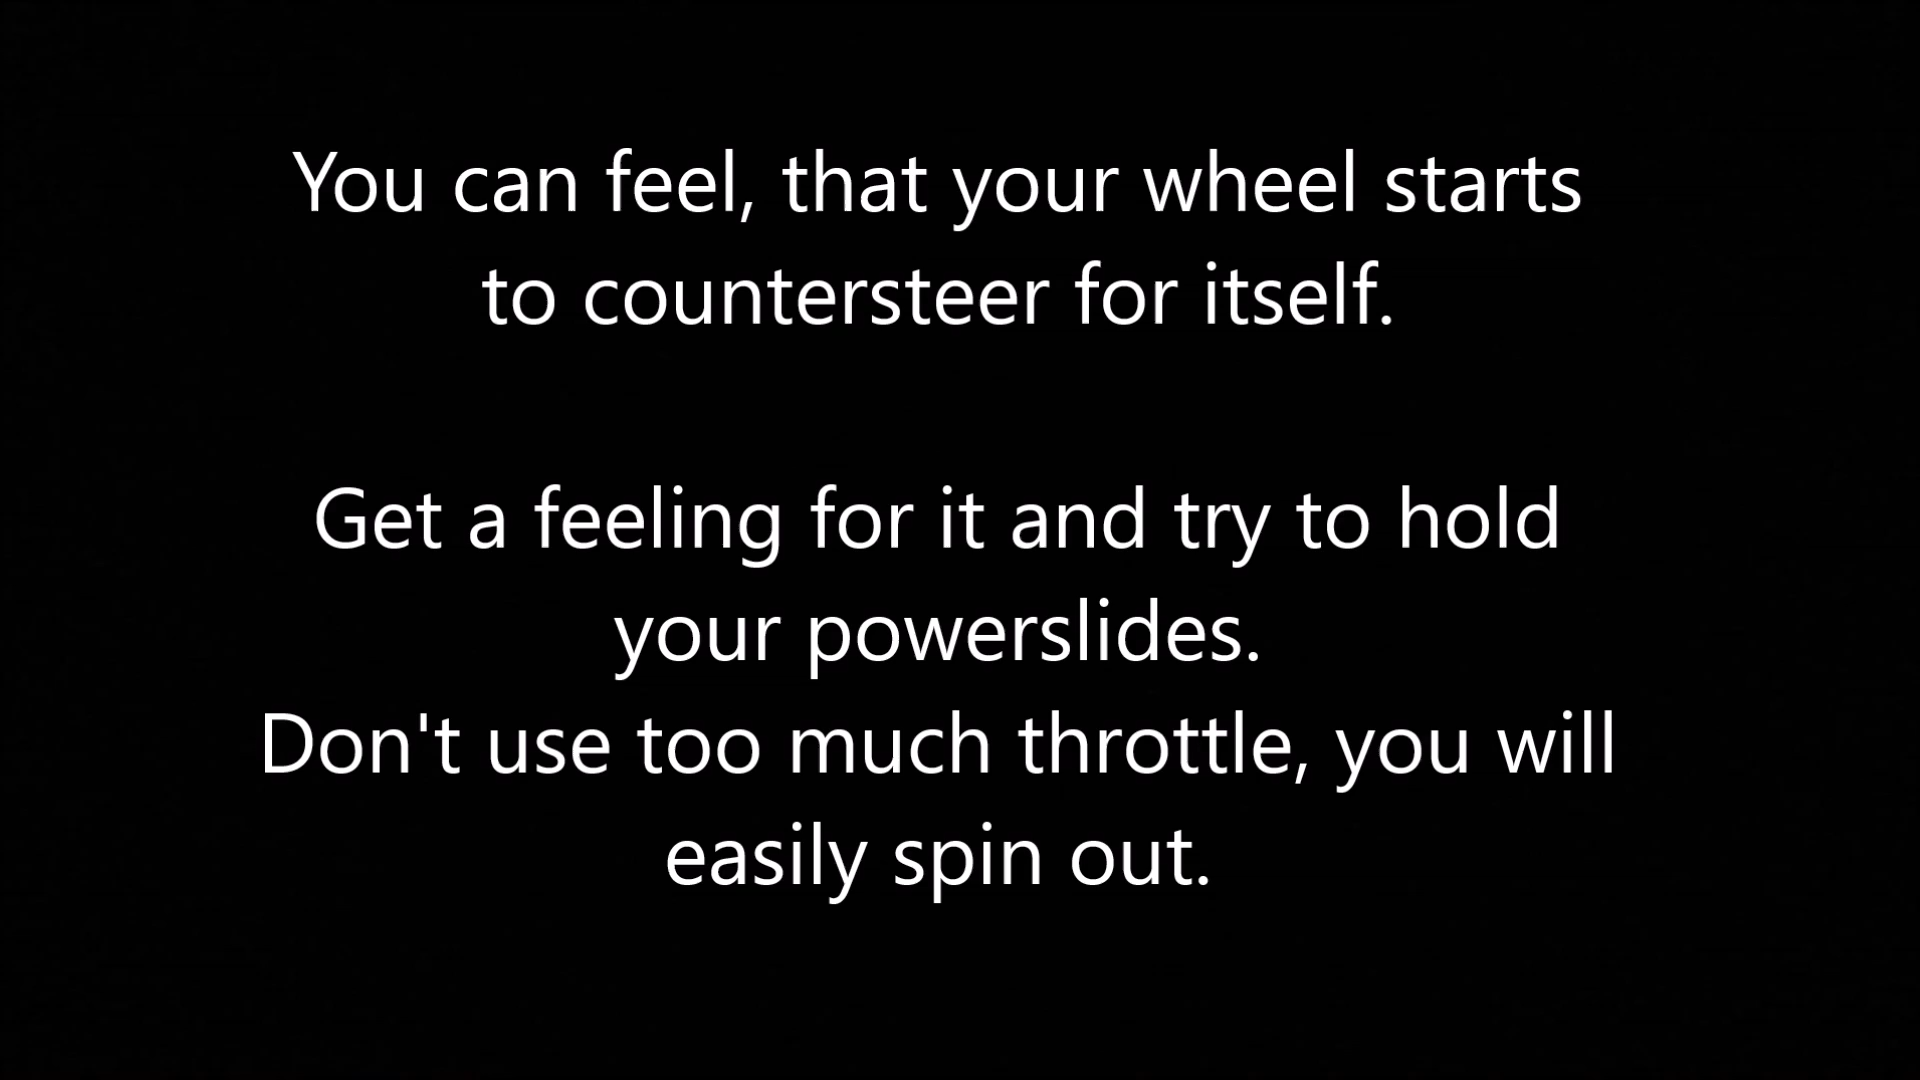 You can feel, that your wheel starts
to countersteer for itself.
Get a feeling for it and try to hold
your powerslides.
Don't use too much throttle, you will
easily spin out.